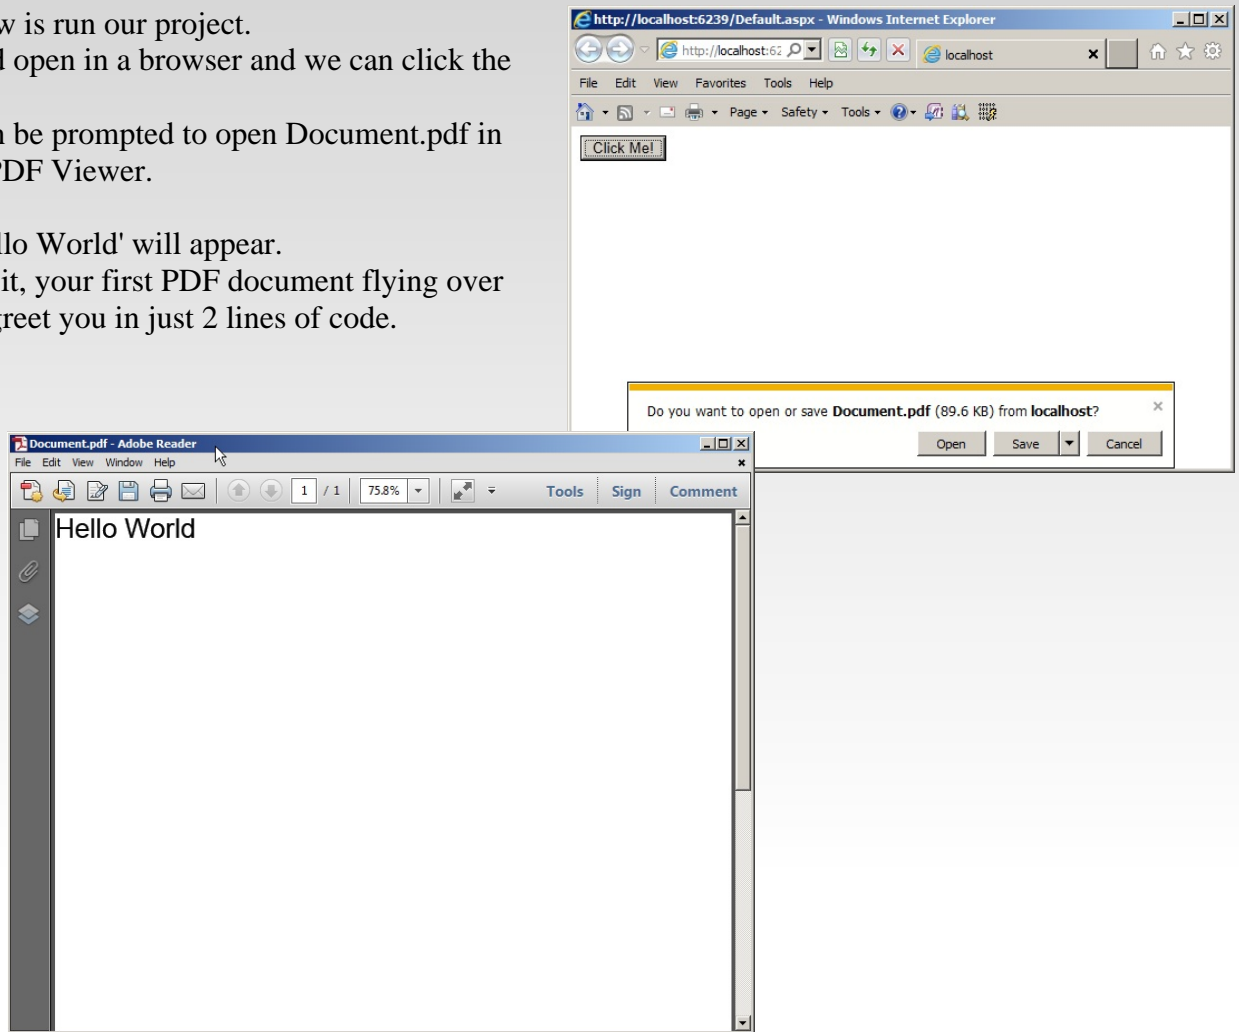 w is run our project.
d open in a browser and we can click the
n be prompted to open Document.pdf in
PDF Viewer.
llo World' will appear.
it, your first PDF document flying over
greet you in just 2 lines of code.
http://localhost:6239/Default.aspx - Windows Internet Explorer
http://localhost:62
localhost
File Edit View Favorites Tools Help
Page Safety Tools
Click Me!
Do you want to open or save Document.pdf (89.6 KB) from localhost?
Open Save Cancel
Document.pdf - Adobe Reader
File Edit View Window Help
1 / 1 75.8% Tools Sign Comment
Hello World